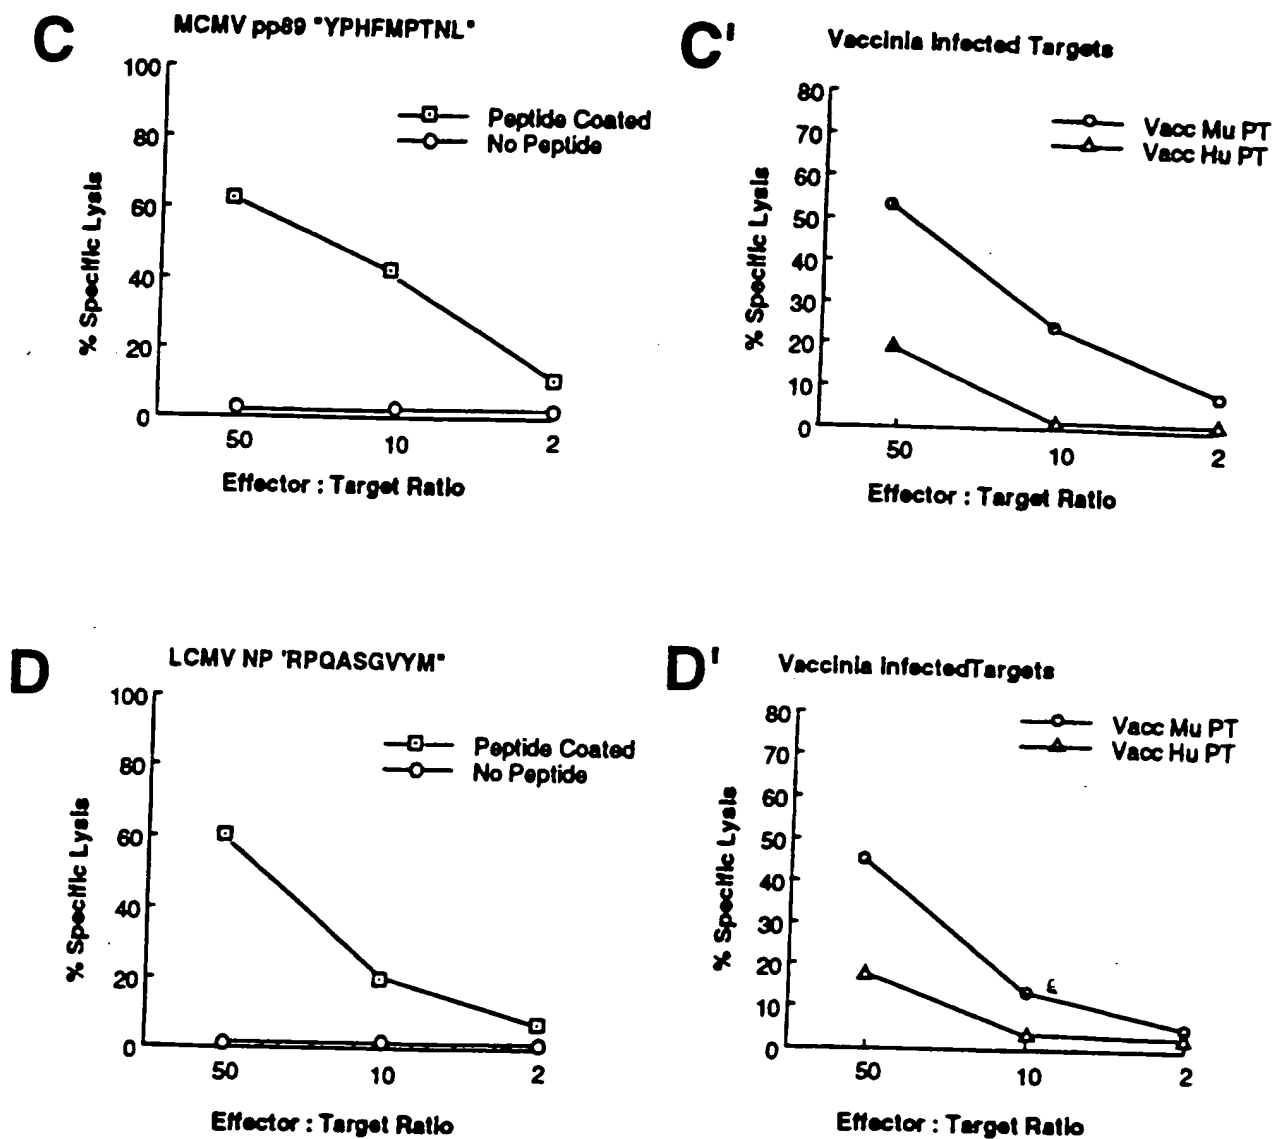 C
MCMV pp89 "YPHFMPTNL"
100
80
60
40
20
0
% Specific Lysis
Peptide Coated
No Peptide
50 10 2
Effector : Target Ratio
C'
Vaccinia Infected Targets
80
70
60
50
40
30
20
10
0
% Specific Lysis
Vacc Mu PT
Vacc Hu PT
50 10 2
Effector : Target Ratio
D
LCMV NP 'RPQASGVYM"
100
80
60
40
20
0
% Specific Lysis
Peptide Coated
No Peptide
50 10 2
Effector : Target Ratio
D'
Vaccinia InfectedTargets
80
70
60
50
40
30
20
10
0
% Specific Lysis
Vacc Mu PT
Vacc Hu PT
50 10 2
Effector : Target Ratio